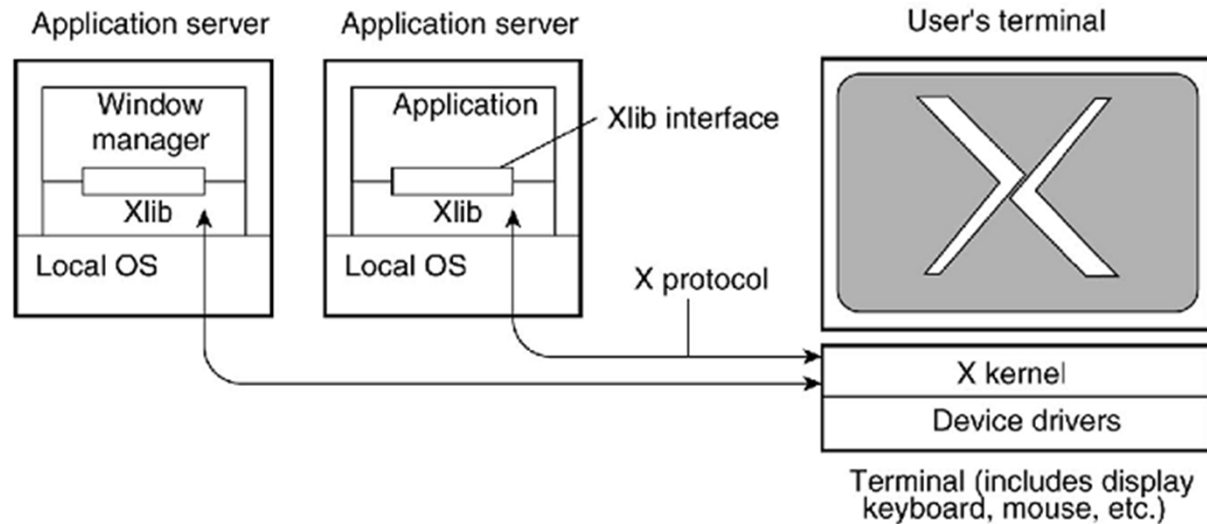 Application server
Application server
User's terminal
Window
manager
Xlib
Local OS
Application
Xlib
Local OS
Xlib interface
X protocol
X kernel
Device drivers
Terminal (includes display
keyboard, mouse, etc.)